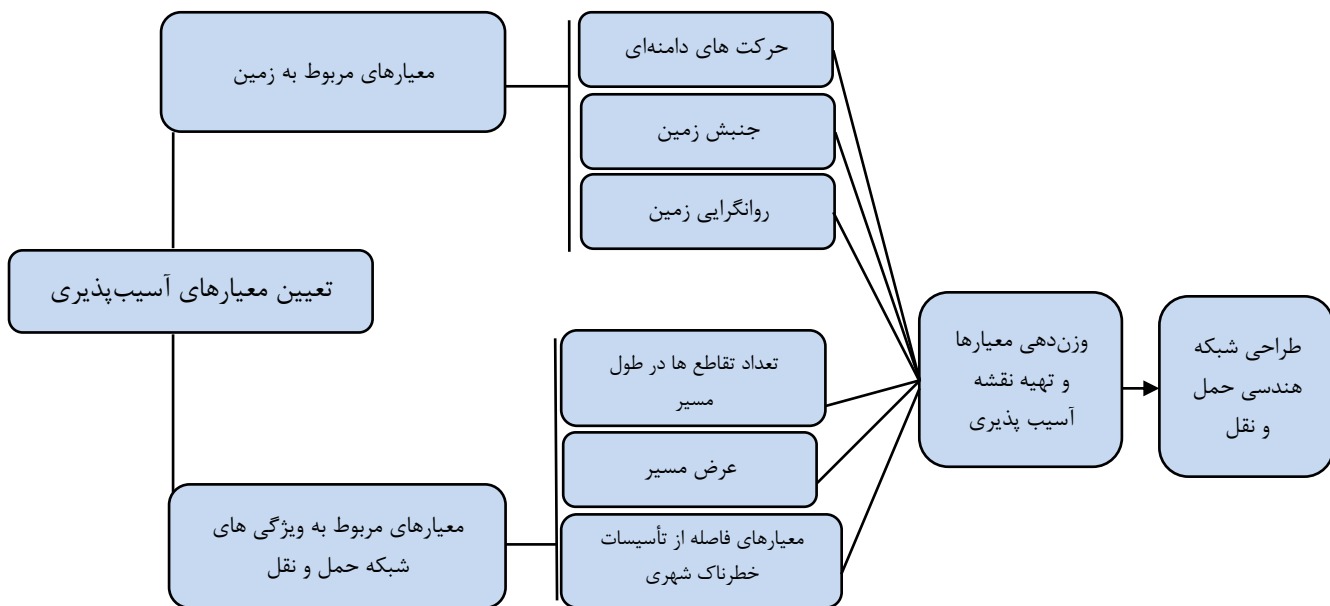 تعیین معیارهای آسیب‌پذیری
معیارهای مربوط به زمین
حرکت های دامنه‌ای
جنبش زمین
روانگرایی زمین
معیارهای مربوط به ویژگی های
شبکه حمل و نقل
تعداد تقاطع ها در طول
مسیر
عرض مسیر
معیارهای فاصله از تأسیسات
خطرناک شهری
وزن‌دهی معیارها
و تهیه نقشه
آسیب پذیری
طراحی شبکه
هندسی حمل
و نقل